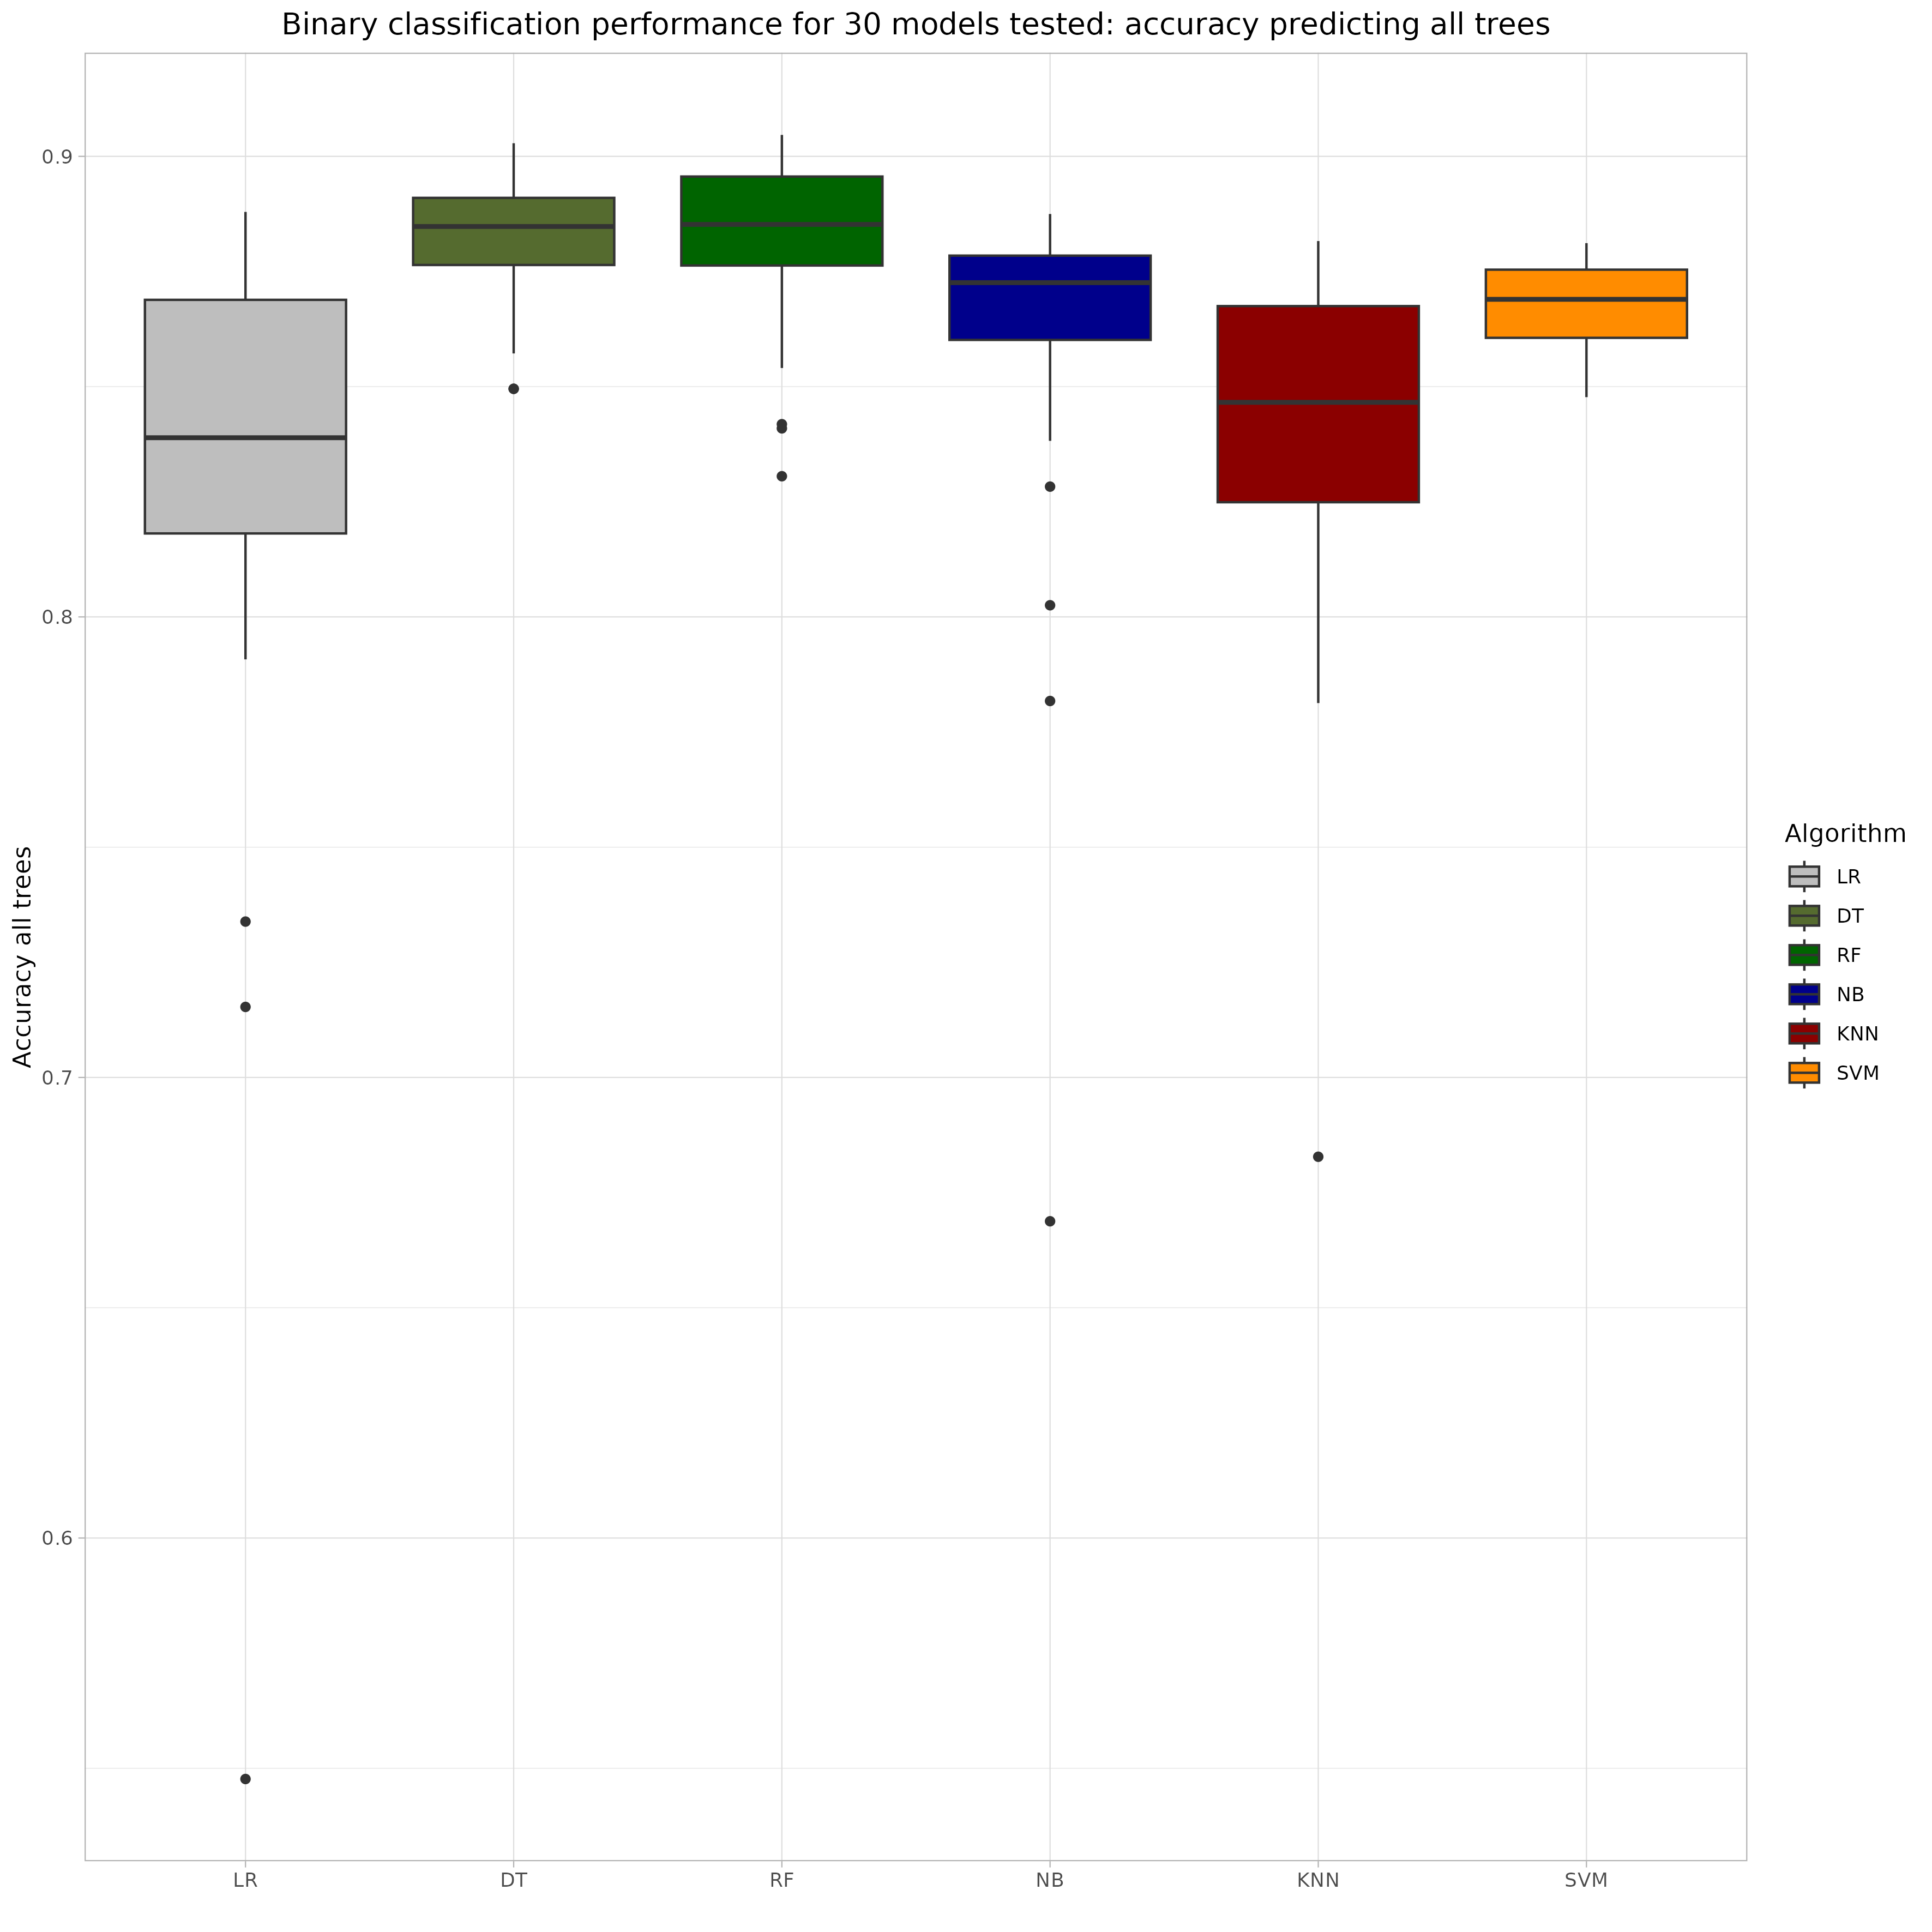 Binary classification performance for 30 models tested: accuracy predicting all trees
Accuracy all trees
0.9
0.8
0.7
0.6
LR
DT
RF
NB
KNN
SVM
Algorithm
LR
DT
RF
NB
KNN
SVM